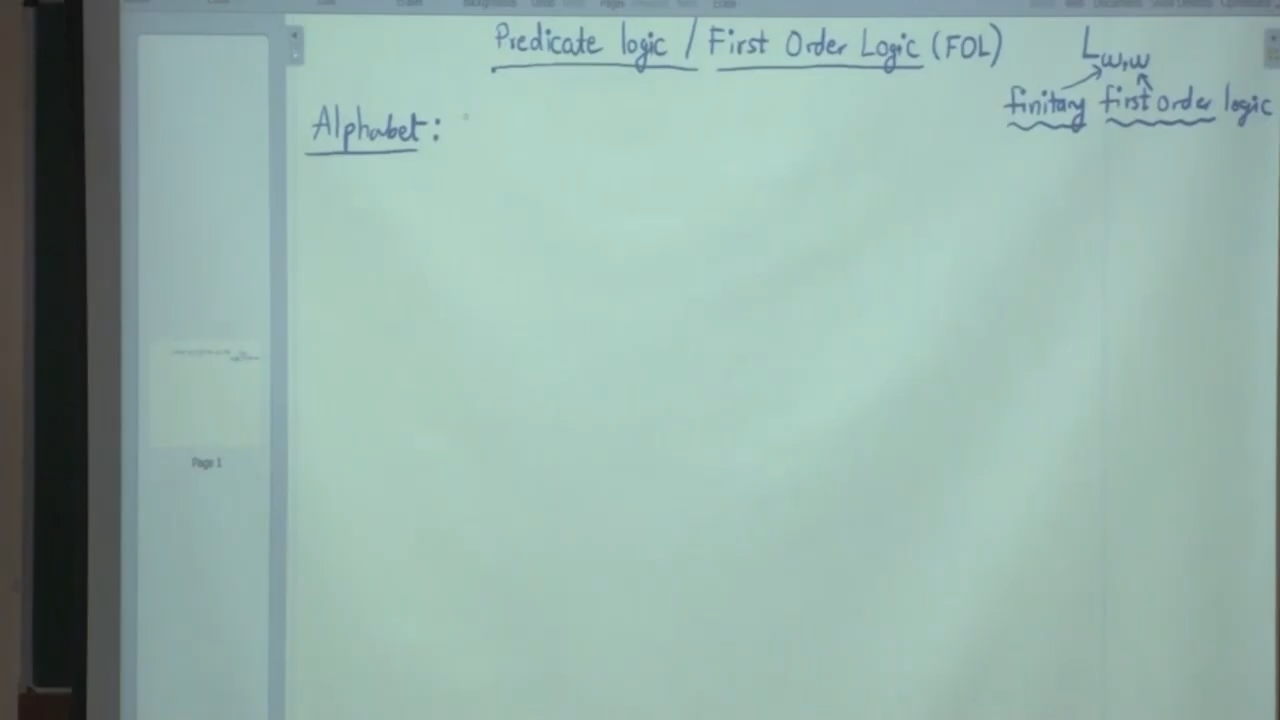 Predicate logic / First Order Logic (FOL)
L ω,ω
finitary first order logic
Alphabet:
Page 1